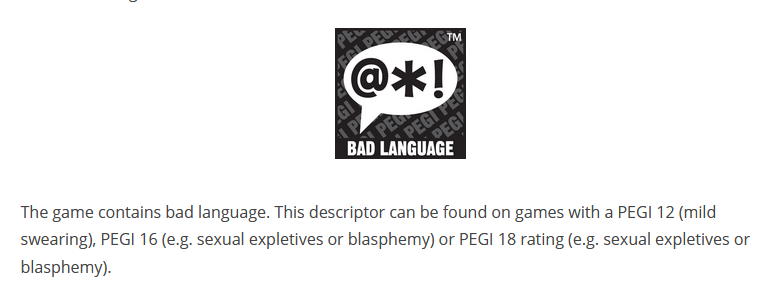 TM
@*!
BAD LANGUAGE
The game contains bad language. This descriptor can be found on games with a PEGI 12 (mild
swearing), PEGI 16 (e.g. sexual expletives or blasphemy) or PEGI 18 rating (e.g. sexual expletives or
blasphemy).